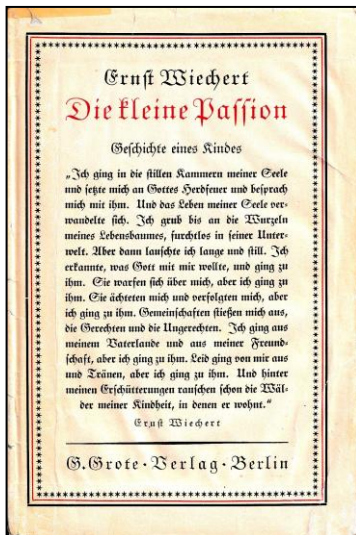 Ernst Wiechert
Die kleine Passion
Geschichte eines Kindes
„Ich ging in die stillen Kammern meiner Seele
und setzte mich an Gottes Herdfeuer und besprach
mich mit ihm. Und das Leben meiner Seele ver-
wandelte sich. Ich grub bis an die Wurzeln
meines Lebensbaumes, furchtlos in seiner Unter-
welt. Aber dann lauschte ich lange und still. Ich
erkannte, was Gott mit mir wollte, und ging zu
ihm. Sie warfen sich über mich, aber ich ging zu
ihm. Sie ächteten mich und verfolgten mich, aber
ich ging zu ihm. Gemeinschaften stießen mich aus,
die Gerechten und die Ungerechten. Ich ging aus
meinem Vaterlande und aus meiner Freund-
schaft, aber ich ging zu ihm. Leid ging von mir aus
und Tränen, aber ich ging zu ihm. Und hinter
meinen Erschütterungen rauschen schon die Wäl-
der meiner Kindheit, in denen er wohnt.“
Ernst Wiechert
G. Grote · Verlag · Berlin